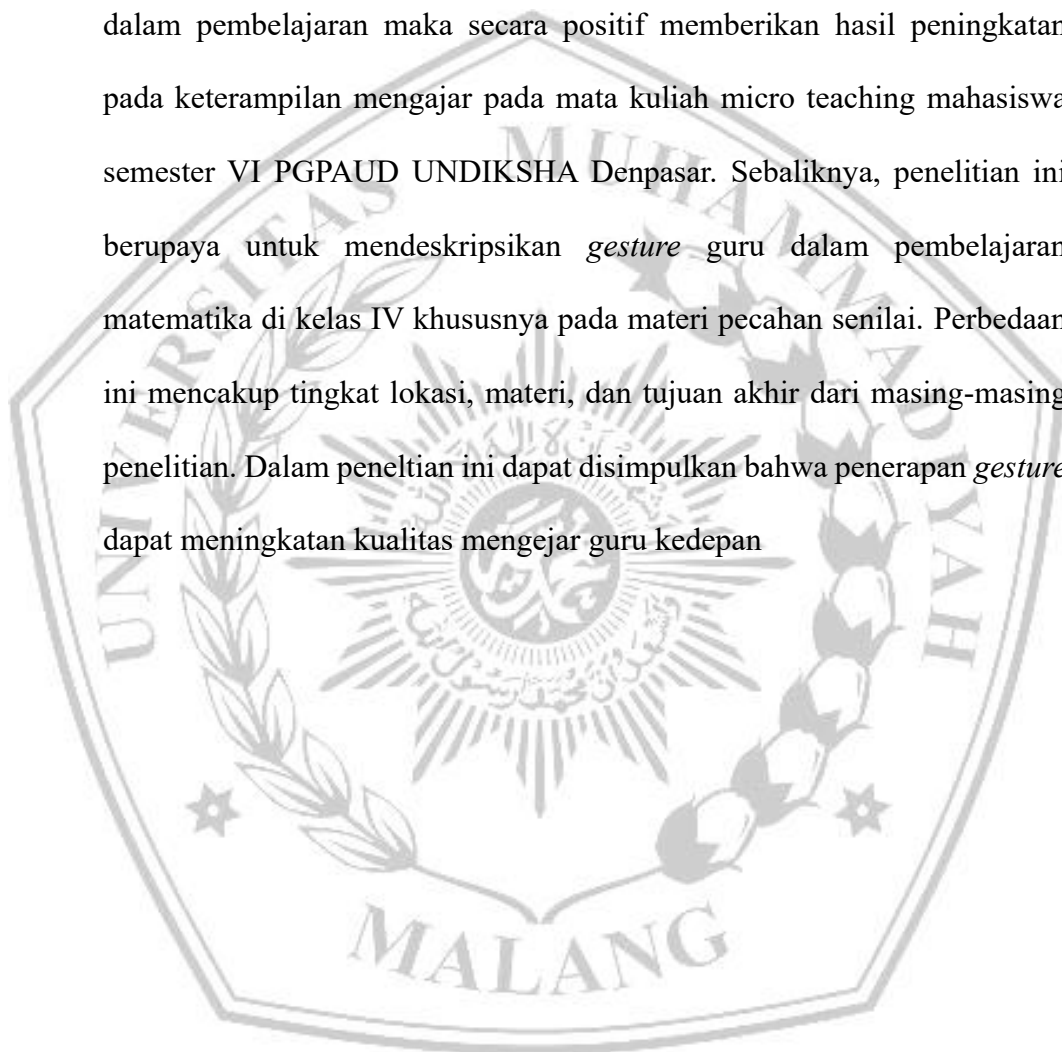 dalam pembelajaran maka secara positif memberikan hasil peningkatan
pada keterampilan mengajar pada mata kuliah micro teaching mahasiswa
semester VI PGPAUD UNDIKSHA Denpasar. Sebaliknya, penelitian ini
berupaya untuk mendeskripsikan gesture guru dalam pembelajaran
matematika di kelas IV khususnya pada materi pecahan senilai. Perbedaan
ini mencakup tingkat lokasi, materi, dan tujuan akhir dari masing-masing
penelitian. Dalam peneltian ini dapat disimpulkan bahwa penerapan gesture
dapat meningkatan kualitas mengejar guru kedepan
UNIVERSITAS MUHAMMADIYAH
MALANG